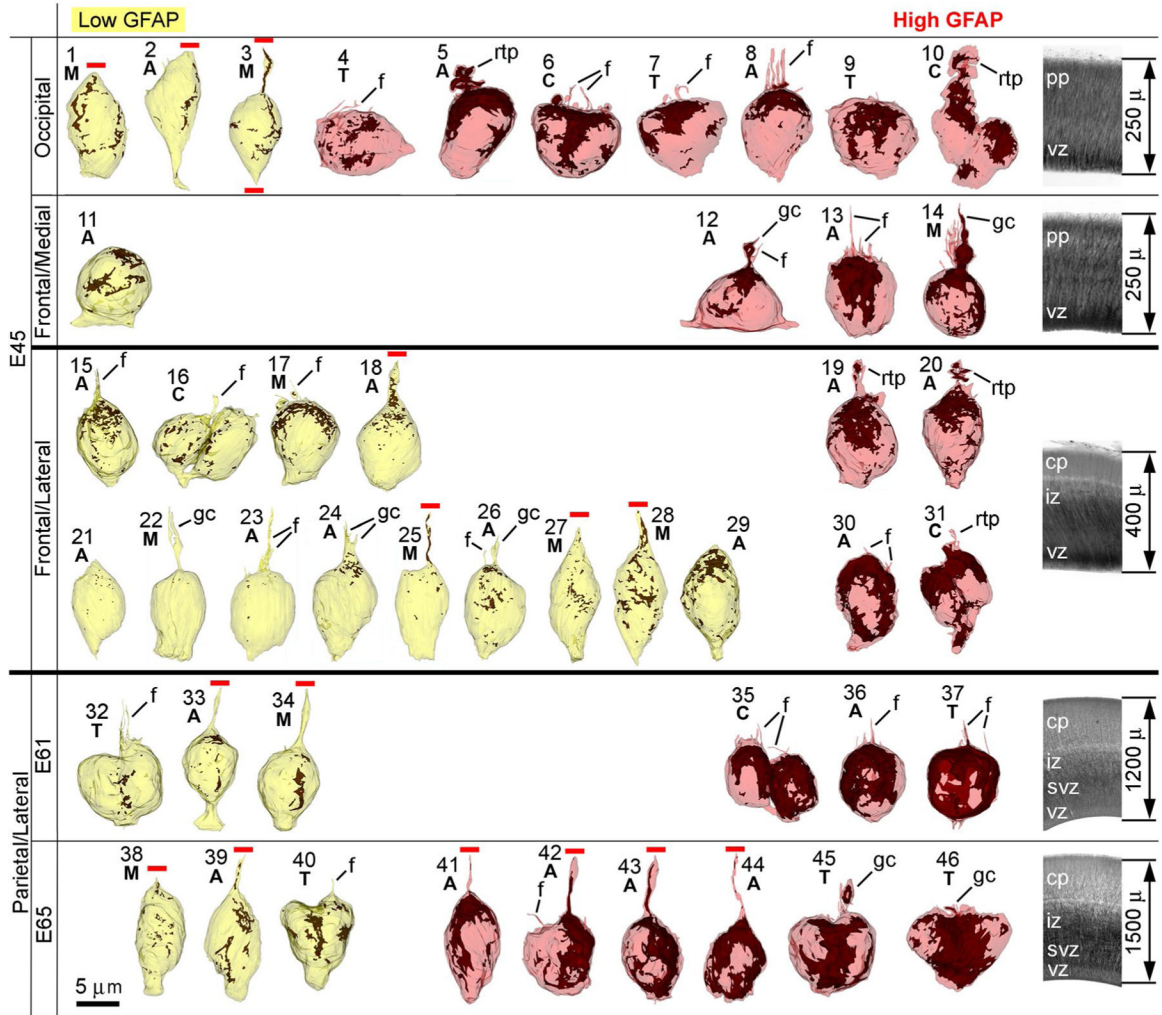 Low GFAP High GFAP
E45
Occipital
1 M 2 A 3 M 4 T f 5 A rtp 6 C f 7 T f 8 A f 9 T 10 C rtp
pp
vz
250 μ
Frontal/Medial
11 A 12 A gc f 13 A f 14 M gc
pp
vz
250 μ
Frontal/Lateral
15 A f 16 C f 17 M f 18 A 19 A rtp 20 A rtp
21 A 22 M gc 23 A f 24 A gc 25 M 26 A f gc 27 M 28 M 29 A 30 A f 31 C rtp
cp
iz
vz
400 μ
Parietal/Lateral
E61
32 T f 33 A 34 M 35 C f 36 A f 37 T f
cp
iz
svz
vz
1200 μ
E65
38 M 39 A 40 T f 41 A 42 A f 43 A 44 A 45 T gc 46 T gc
cp
iz
svz
vz
1500 μ
5 μm